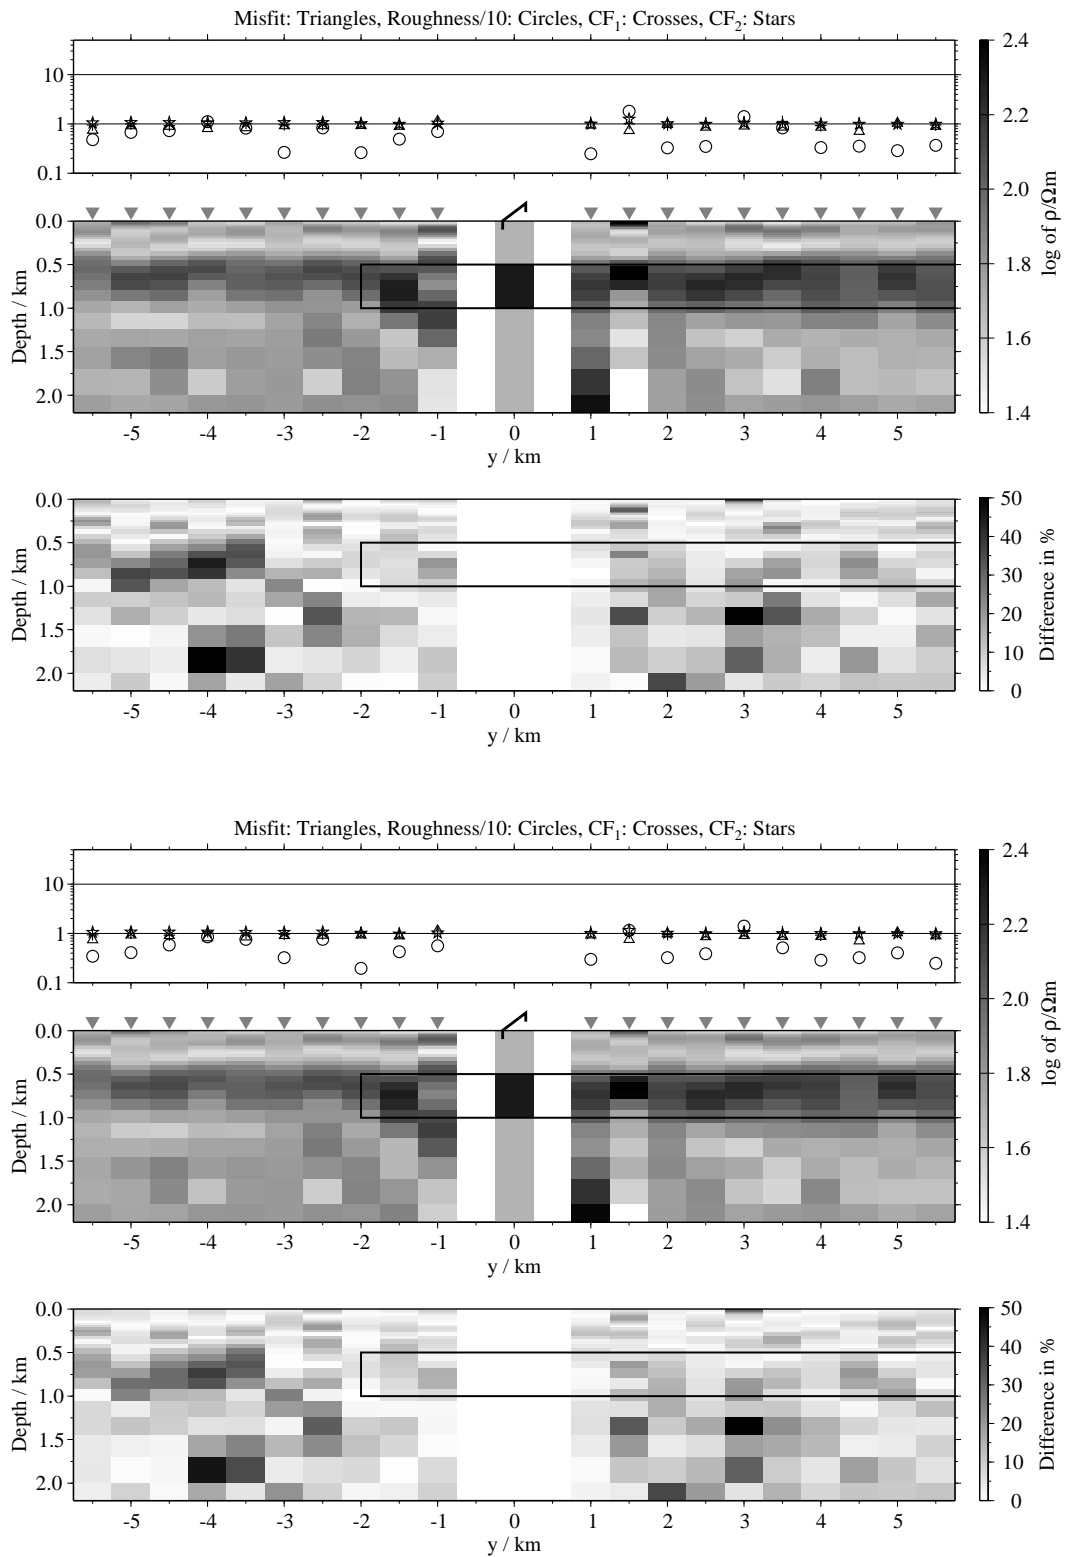 Misfit: Triangles, Roughness/10: Circles, CF1: Crosses, CF2: Stars
10
1
0.1
0.0
0.5
1.0
1.5
2.0
Depth / km
-5 -4 -3 -2 -1 0 1 2 3 4 5
y / km
2.4
2.2
2.0
1.8
1.6
1.4
log of ρ/Ωm
0.0
0.5
1.0
1.5
2.0
Depth / km
-5 -4 -3 -2 -1 0 1 2 3 4 5
y / km
50
40
30
20
10
0
Difference in %
Misfit: Triangles, Roughness/10: Circles, CF1: Crosses, CF2: Stars
10
1
0.1
0.0
0.5
1.0
1.5
2.0
Depth / km
-5 -4 -3 -2 -1 0 1 2 3 4 5
y / km
2.4
2.2
2.0
1.8
1.6
1.4
log of ρ/Ωm
0.0
0.5
1.0
1.5
2.0
Depth / km
-5 -4 -3 -2 -1 0 1 2 3 4 5
y / km
50
40
30
20
10
0
Difference in %